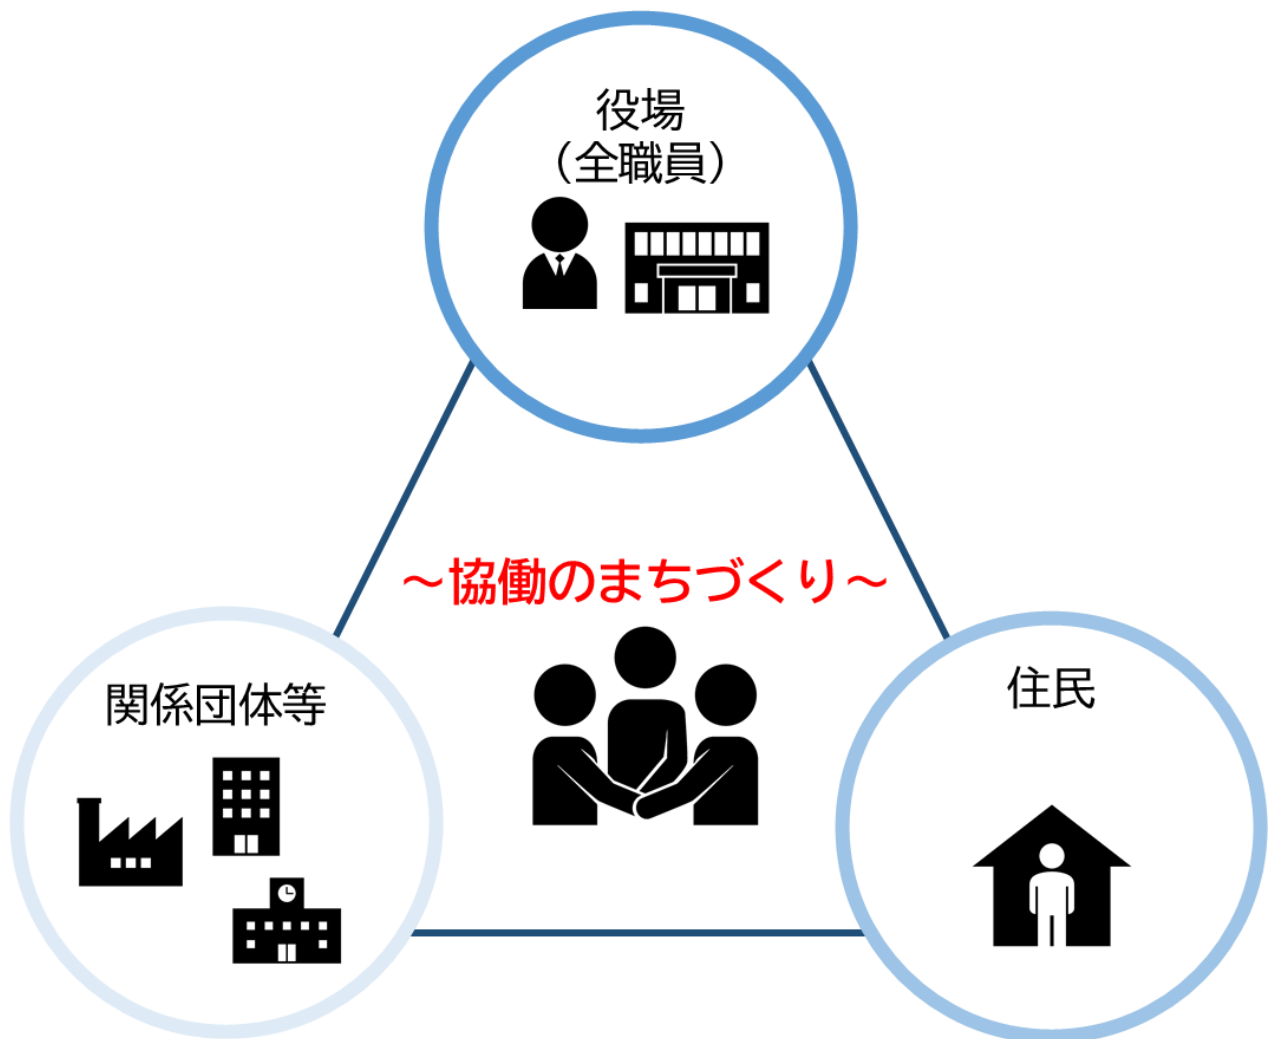 役場
（全職員）
～協働のまちづくり～
関係団体等
住民